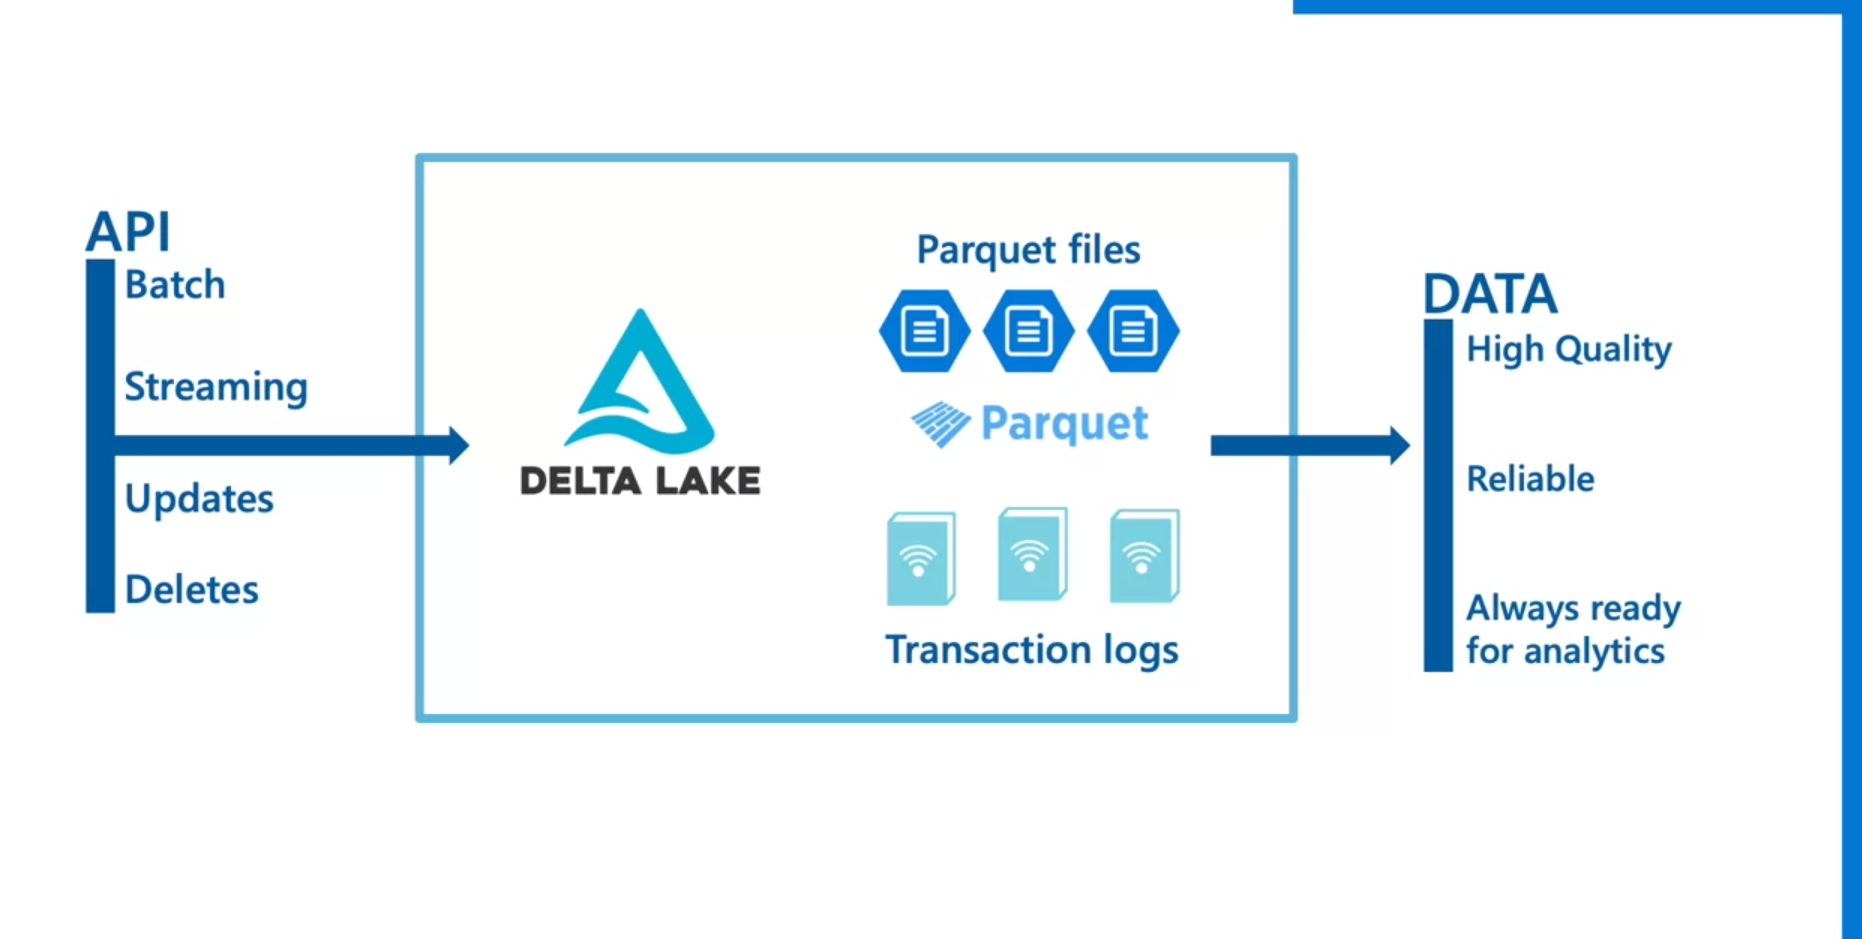 API
Batch
Streaming
Updates
Deletes
DELTA LAKE
Parquet files
Parquet
Transaction logs
DATA
High Quality
Reliable
Always ready
for analytics